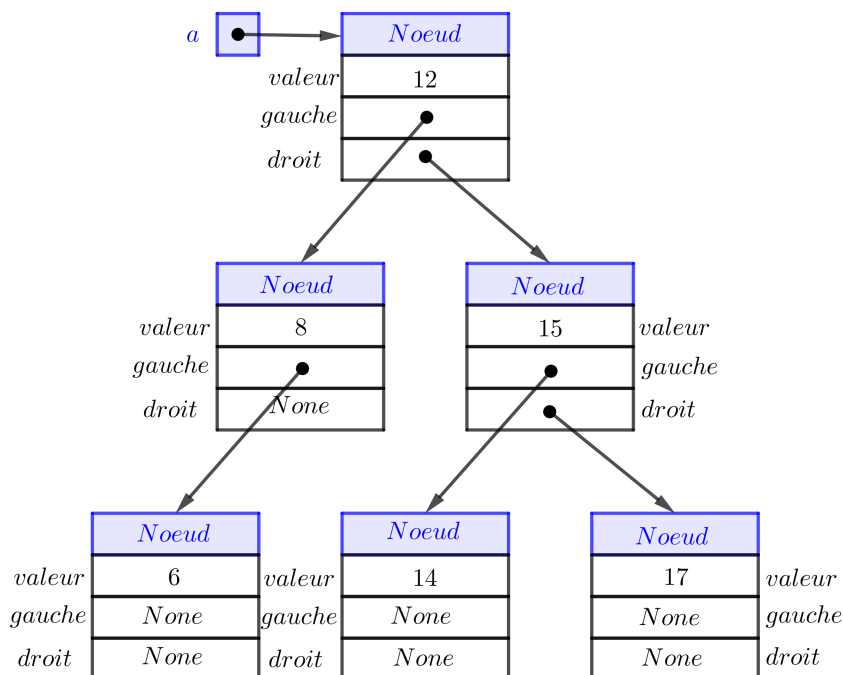 a Noeud
valeur 12
gauche
droit
Noeud Noeud
valeur 8 15 valeur
gauche gauche
droit None droit
Noeud Noeud Noeud
valeur 6 valeur 14 17 valeur
gauche None gauche None None gauche
droit None droit None None droit